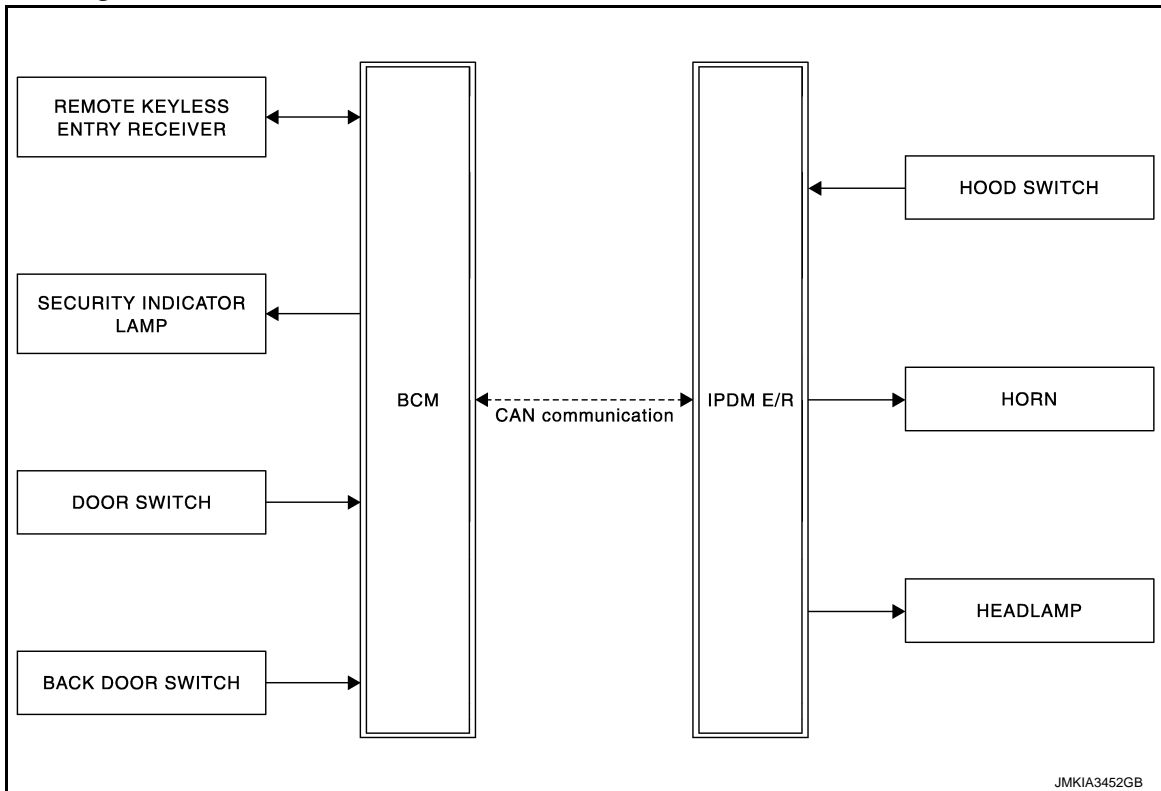 REMOTE KEYLESS
ENTRY RECEIVER
SECURITY INDICATOR
LAMP
DOOR SWITCH
BACK DOOR SWITCH
BCM
CAN communication
IPDM E/R
HOOD SWITCH
HORN
HEADLAMP
JMKIA3452GB